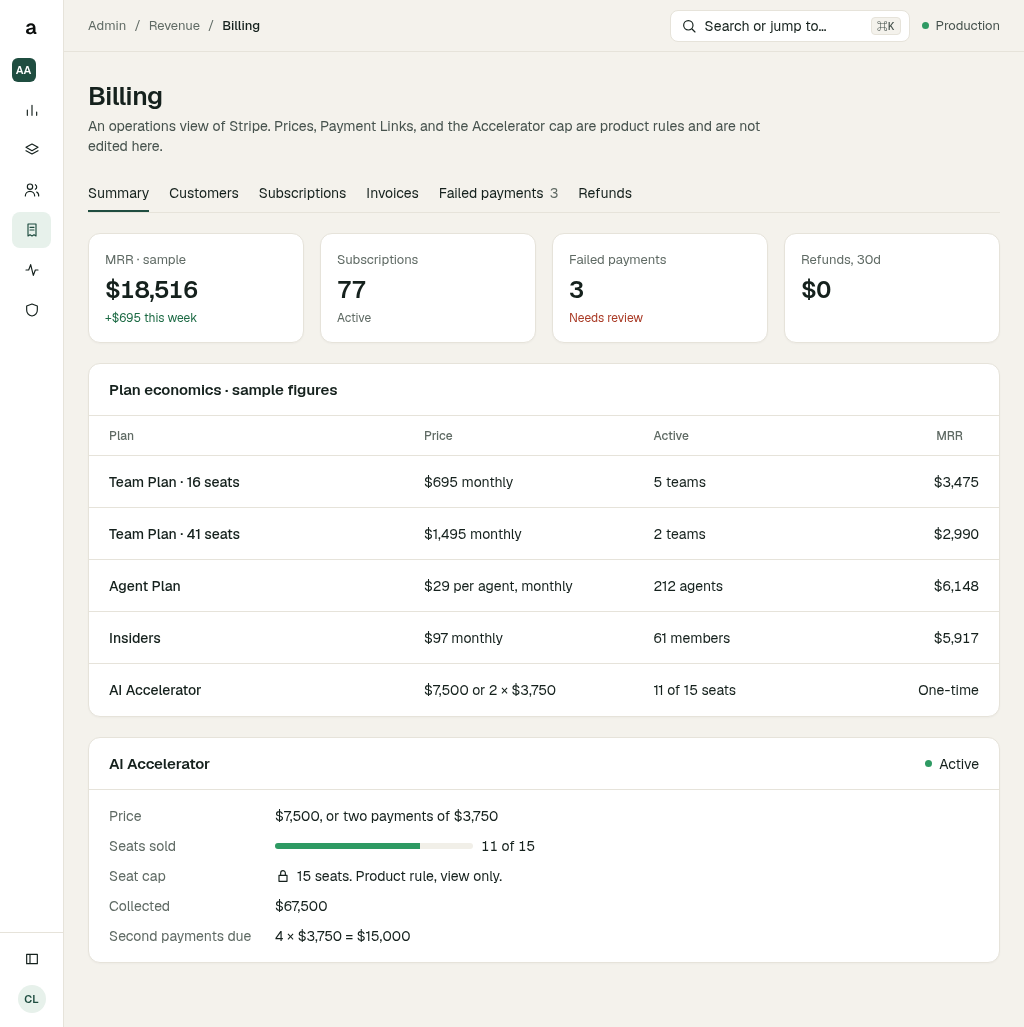 a
Admin / Revenue / Billing
Search or jump to…
⌘K
Production
AA
Billing
An operations view of Stripe. Prices, Payment Links, and the Accelerator cap are product rules and are not
edited here.
Summary Customers Subscriptions Invoices Failed payments 3 Refunds
MRR · sample
$18,516
+$695 this week
Subscriptions
77
Active
Failed payments
3
Needs review
Refunds, 30d
$0
Plan economics · sample figures
Plan Price Active MRR
Team Plan · 16 seats $695 monthly 5 teams $3,475
Team Plan · 41 seats $1,495 monthly 2 teams $2,990
Agent Plan $29 per agent, monthly 212 agents $6,148
Insiders $97 monthly 61 members $5,917
AI Accelerator $7,500 or 2 × $3,750 11 of 15 seats One-time
AI Accelerator Active
Price $7,500, or two payments of $3,750
Seats sold 11 of 15
Seat cap 15 seats. Product rule, view only.
Collected $67,500
Second payments due 4 × $3,750 = $15,000
CL